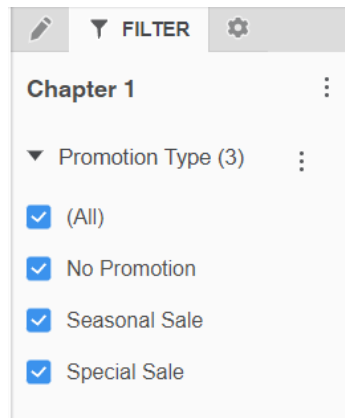 FILTER
Chapter 1
Promotion Type (3)
(All)
No Promotion
Seasonal Sale
Special Sale